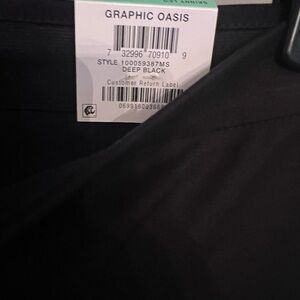 GRAPHIC OASIS
7 32996 70910 9
STYLE 100059387MS
DEEP BLACK
Customer Return Label